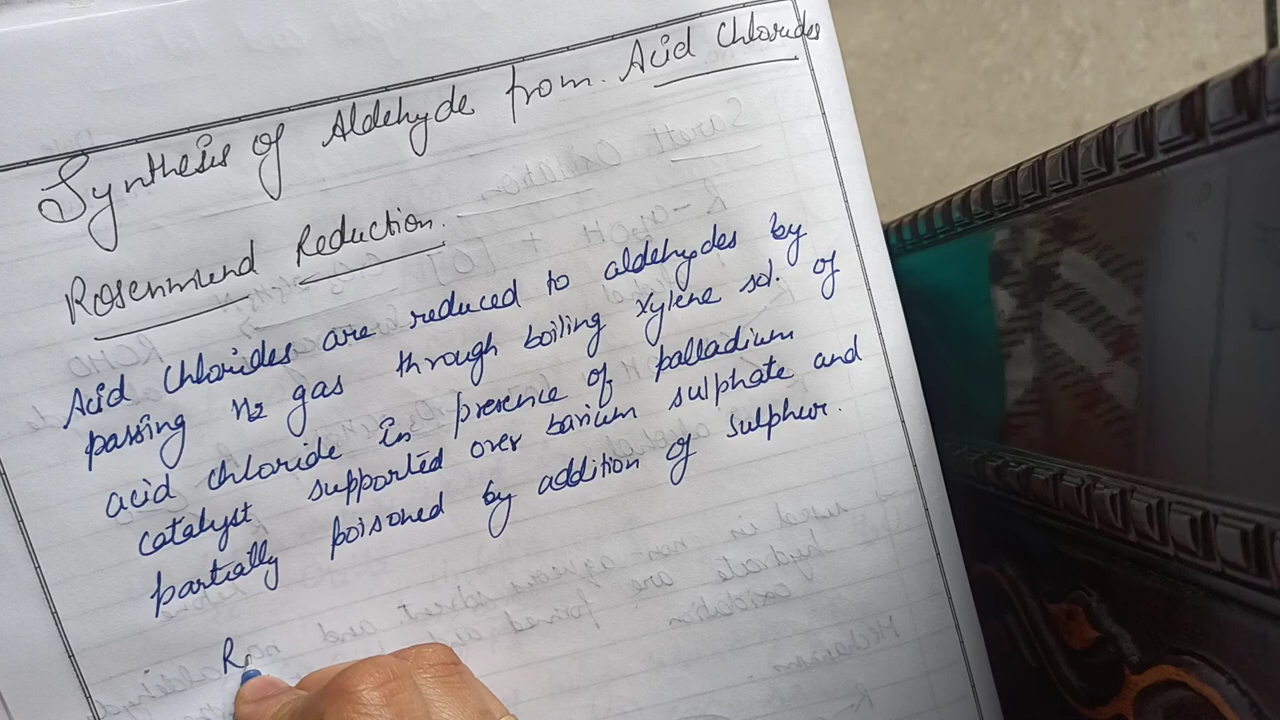 Synthesis of Aldehyde from Acid Chlorides
Rosenmund Reduction.
Acid Chlorides are reduced to aldehydes by
passing H2 gas through boiling xylene sol. of
acid chloride in presence of palladium
catalyst supported over barium sulphate and
partially poisoned by addition of sulphur.
R